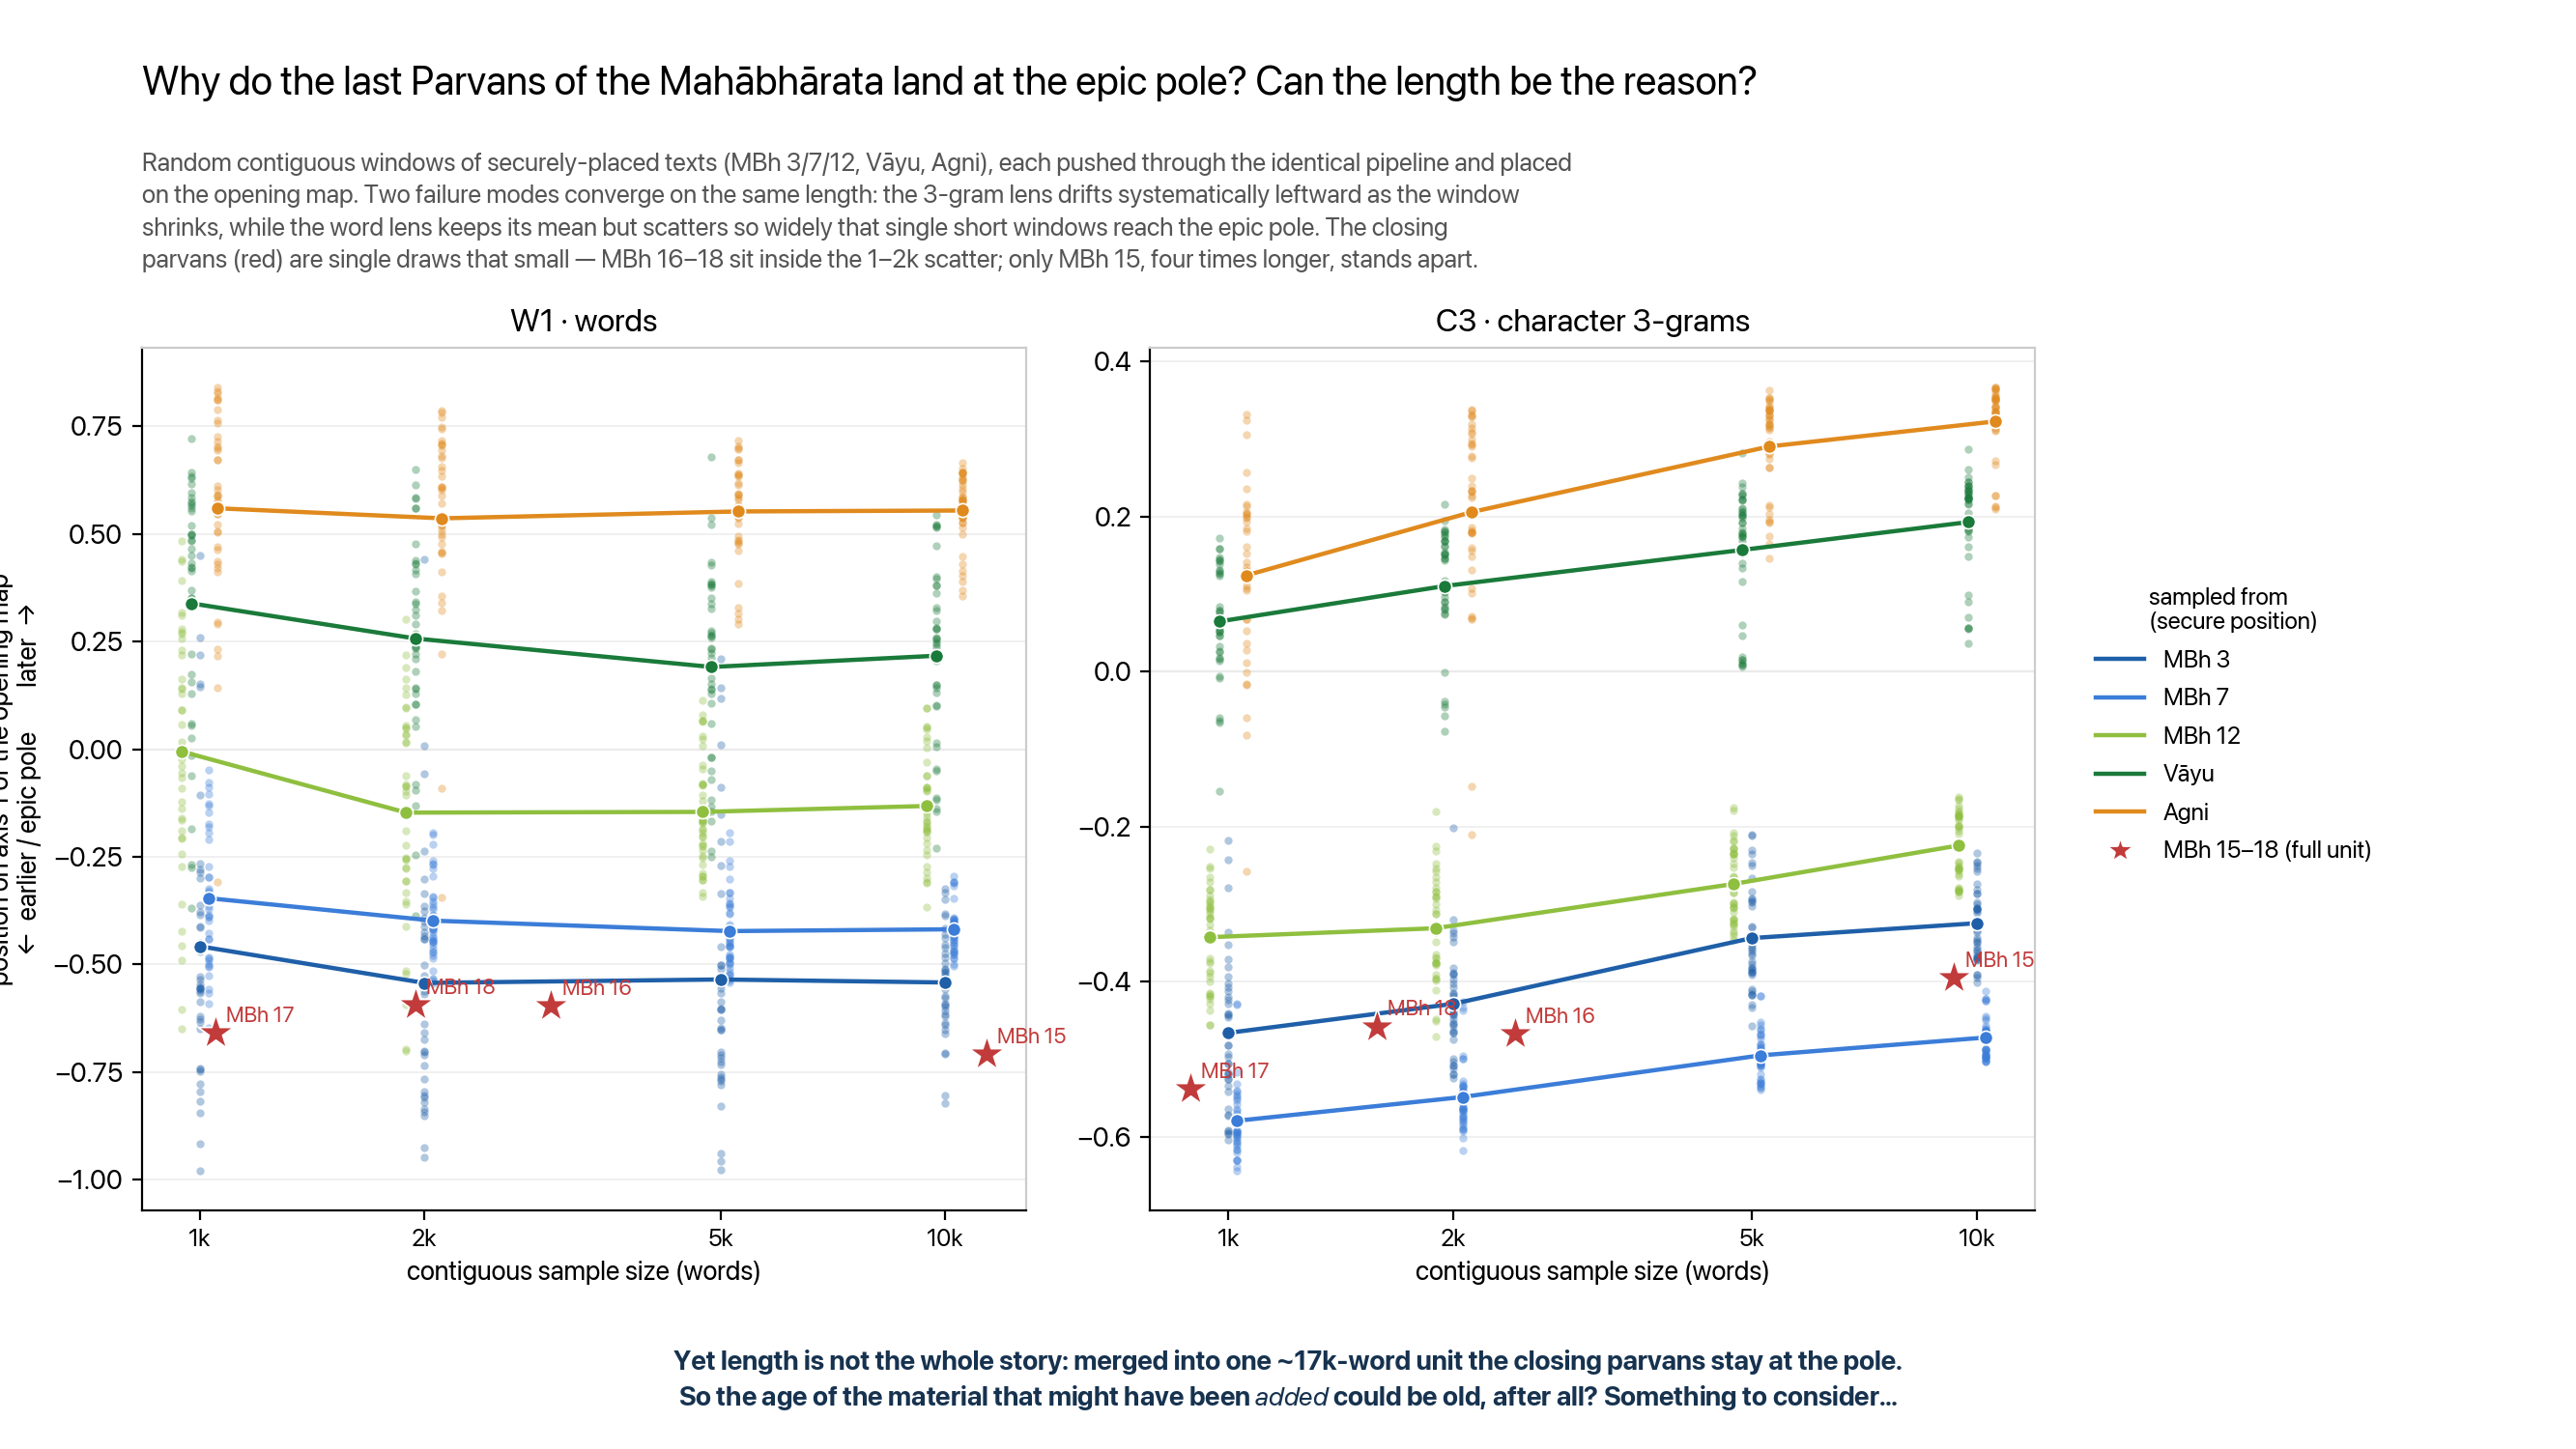 Why do the last Parvans of the Mahābhārata land at the epic pole? Can the length be the reason?
Random contiguous windows of securely-placed texts (MBh 3/7/12, Vāyu, Agni), each pushed through the identical pipeline and placed
on the opening map. Two failure modes converge on the same length: the 3-gram lens drifts systematically leftward as the window
shrinks, while the word lens keeps its mean but scatters so widely that single short windows reach the epic pole. The closing
parvans (red) are single draws that small — MBh 16–18 sit inside the 1–2k scatter; only MBh 15, four times longer, stands apart.
W1 · words
0.75
0.50
0.25
0.00
−0.25
−0.50
−0.75
−1.00
← earlier / epic pole later →
MBh 17
MBh 18
MBh 16
MBh 15
1k
2k
5k
10k
contiguous sample size (words)
C3 · character 3-grams
0.4
0.2
0.0
−0.2
−0.4
−0.6
MBh 17
MBh 18
MBh 16
MBh 15
1k
2k
5k
10k
contiguous sample size (words)
sampled from
(secure position)
MBh 3
MBh 7
MBh 12
Vāyu
Agni
MBh 15–18 (full unit)
Yet length is not the whole story: merged into one ~17k-word unit the closing parvans stay at the pole.
So the age of the material that might have been added could be old, after all? Something to consider...